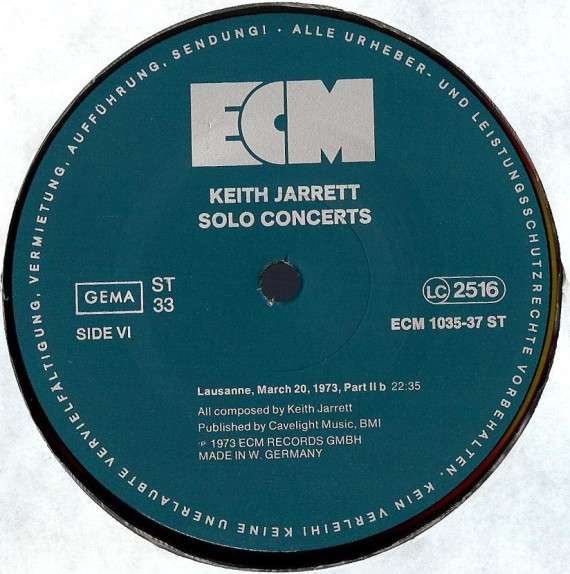 ALLE URHEBER- UND LEISTUNGSSCHUTZRECHTE VORBEHALTEN. KEIN VERLEIH! KEINE UNERLAUBTE VERVIELFÄLTIGUNG, VERMIETUNG, AUFFÜHRUNG, SENDUNG! ·
ECM
KEITH JARRETT
SOLO CONCERTS
GEMA
ST
33
SIDE VI
LC 2516
ECM 1035-37 ST
Lausanne, March 20, 1973, Part II b 22:35
All composed by Keith Jarrett
Published by Cavelight Music, BMI
℗ 1973 ECM RECORDS GMBH
MADE IN W. GERMANY